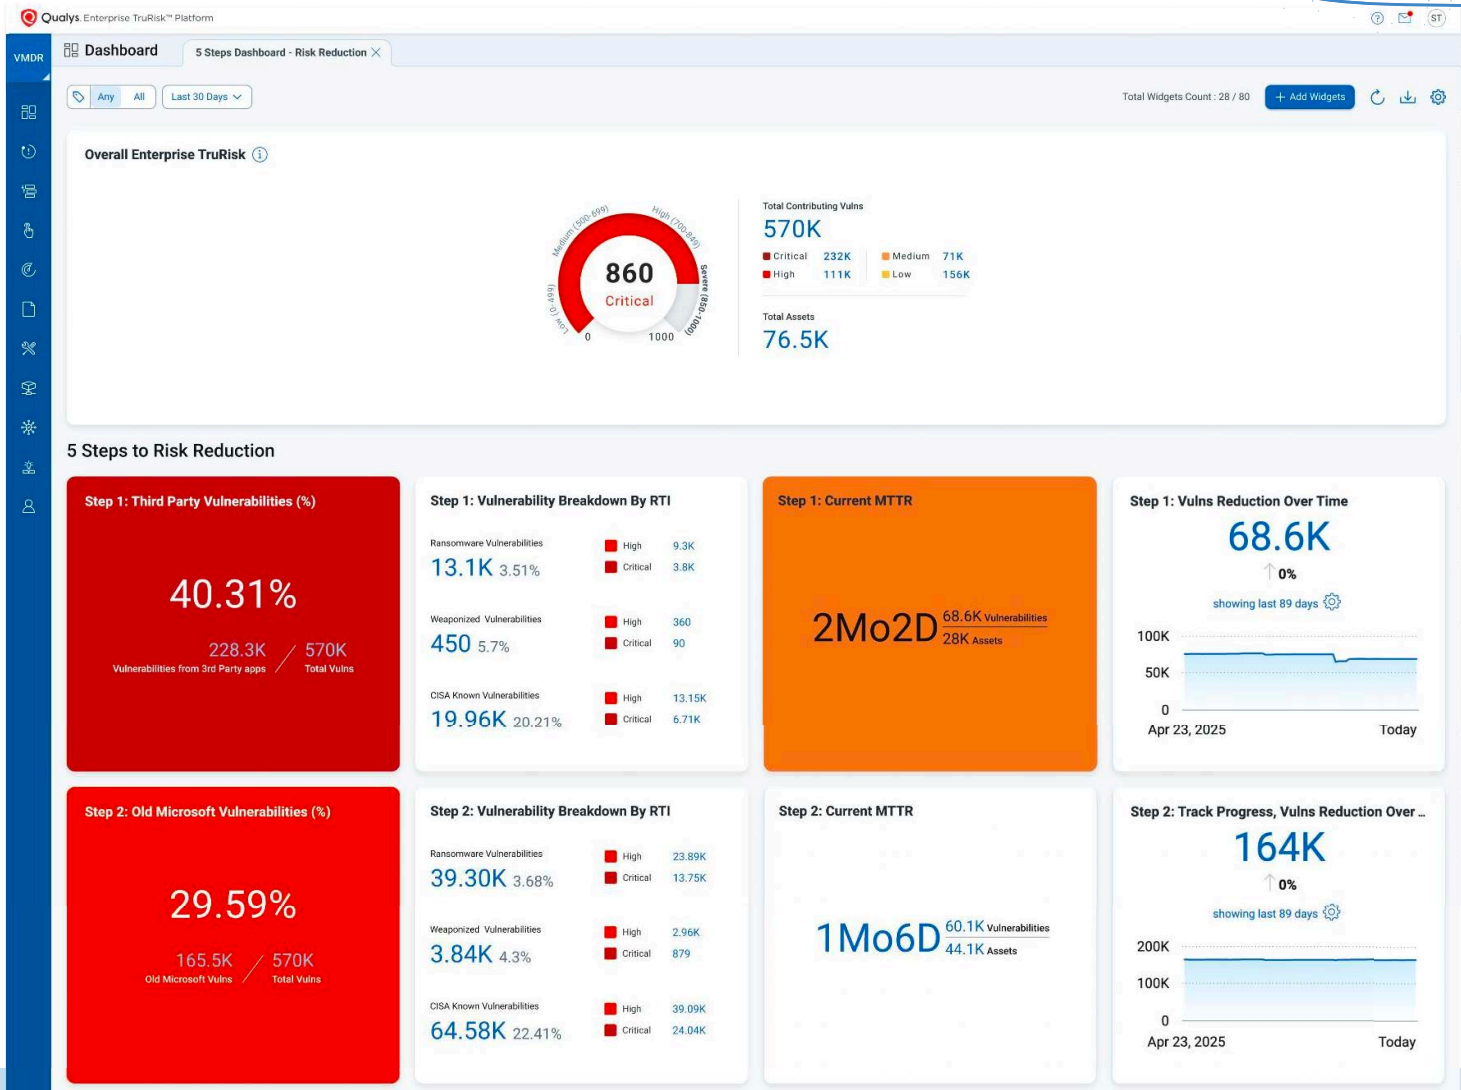 Qualys. Enterprise TruRisk™ Platform
ST
VMDR
Dashboard
5 Steps Dashboard - Risk Reduction
Any All
Last 30 Days
Total Widgets Count : 28 / 80
+ Add Widgets
Overall Enterprise TruRisk
Low (0-499)
Medium (500-699)
High (700-849)
Severe (850-1000)
860
Critical
0
1000
Total Contributing Vulns
570K
Critical 232K
Medium 71K
High 111K
Low 156K
Total Assets
76.5K
5 Steps to Risk Reduction
Step 1: Third Party Vulnerabilities (%)
40.31%
228.3K / 570K
Vulnerabilities from 3rd Party apps Total Vulns
Step 1: Vulnerability Breakdown By RTI
Ransomware Vulnerabilities
13.1K 3.51%
High 9.3K
Critical 3.8K
Weaponized Vulnerabilities
450 5.7%
High 360
Critical 90
CISA Known Vulnerabilities
19.96K 20.21%
High 13.15K
Critical 6.71K
Step 1: Current MTTR
2Mo2D
68.6K Vulnerabilities
28K Assets
Step 1: Vulns Reduction Over Time
68.6K
↑ 0%
showing last 89 days
100K
50K
0
Apr 23, 2025 Today
Step 2: Old Microsoft Vulnerabilities (%)
29.59%
165.5K / 570K
Old Microsoft Vulns Total Vulns
Step 2: Vulnerability Breakdown By RTI
Ransomware Vulnerabilities
39.30K 3.68%
High 23.89K
Critical 13.75K
Weaponized Vulnerabilities
3.84K 4.3%
High 2.96K
Critical 879
CISA Known Vulnerabilities
64.58K 22.41%
High 39.09K
Critical 24.04K
Step 2: Current MTTR
1Mo6D
60.1K Vulnerabilities
44.1K Assets
Step 2: Track Progress, Vulns Reduction Over ...
164K
↑ 0%
showing last 89 days
200K
100K
0
Apr 23, 2025 Today